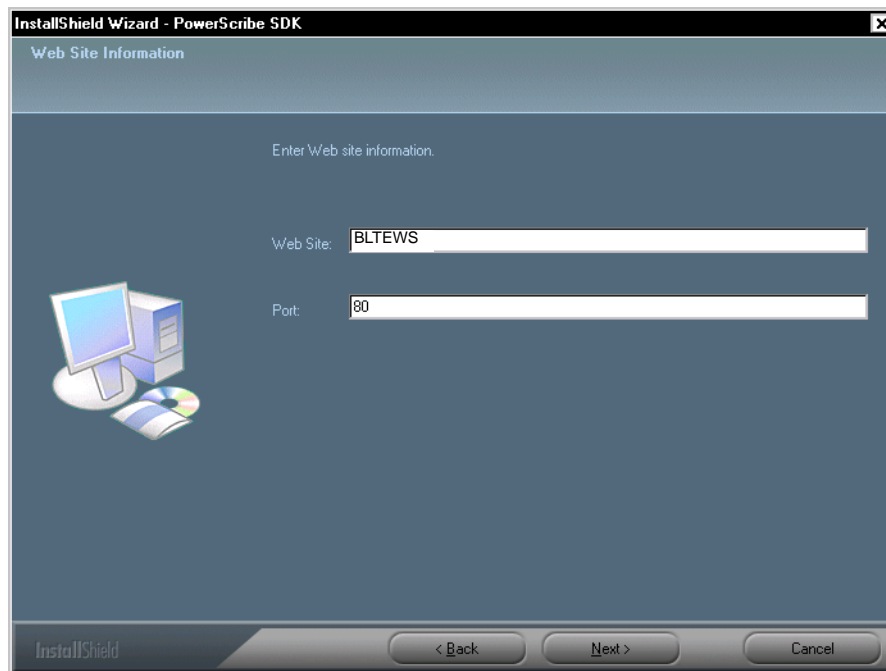 InstallShield Wizard - PowerScribe SDK
Web Site Information
Enter Web site information.
Web Site: BLTEWS
Port: 80
InstallShield < Back Next > Cancel